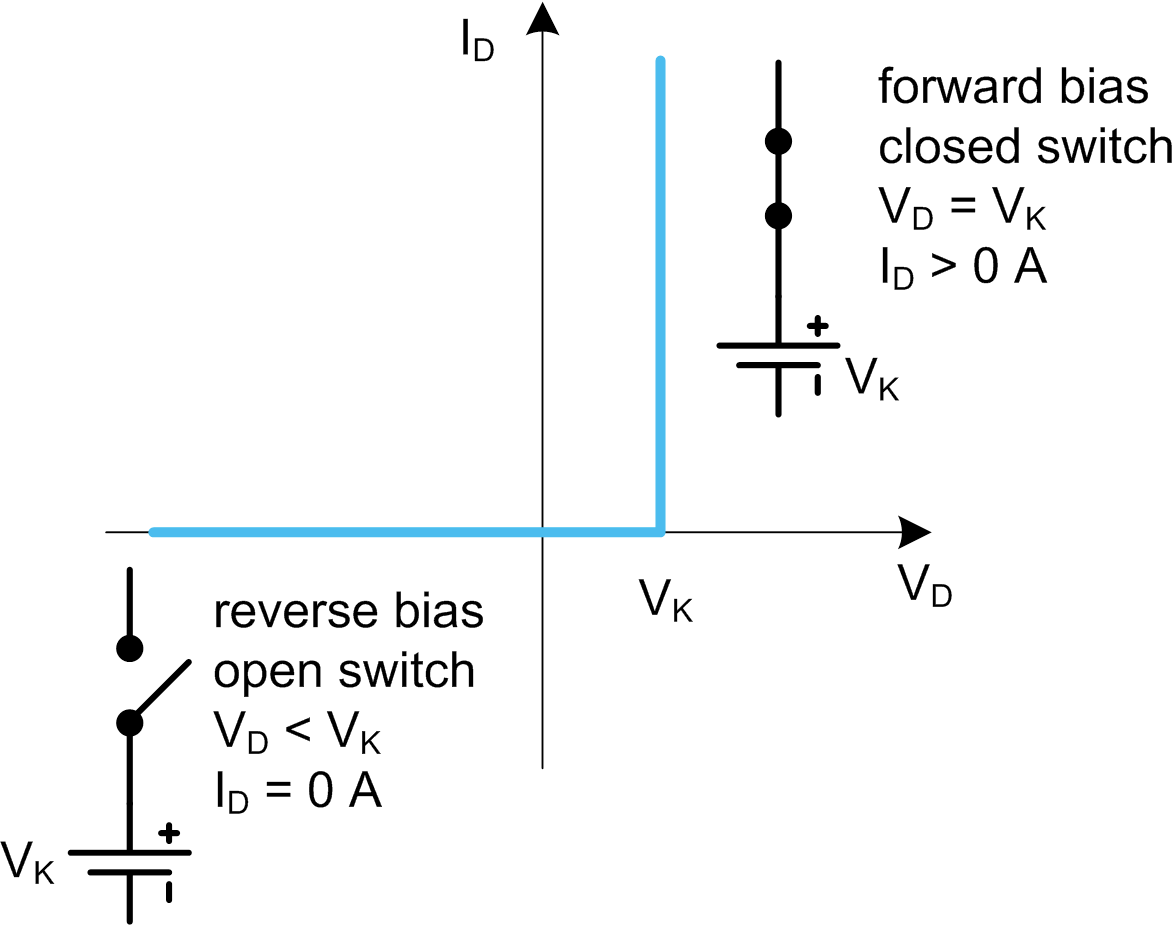 I_D
forward bias
closed switch
V_D = V_K
I_D > 0 A
+
-
V_K
V_K
V_D
reverse bias
open switch
V_D < V_K
I_D = 0 A
+
V_K
-